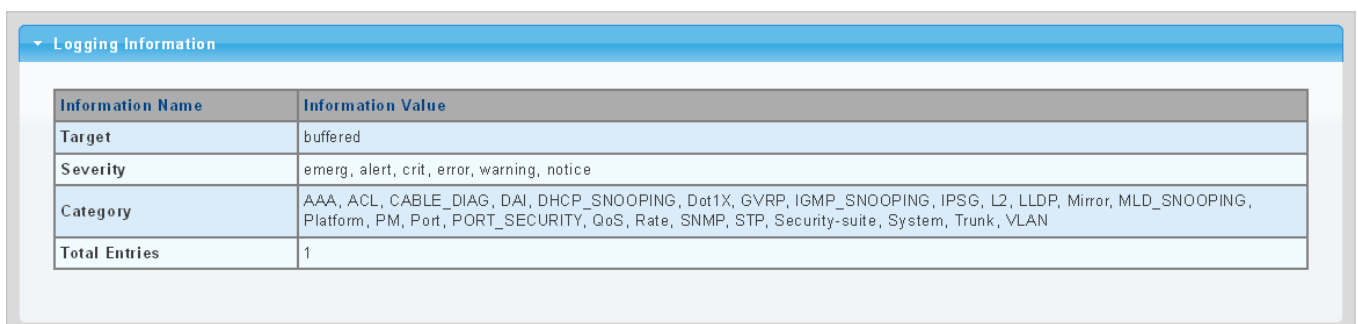 Logging Information
Information Name Information Value
Target buffered
Severity emerg, alert, crit, error, warning, notice
Category AAA, ACL, CABLE_DIAG, DAI, DHCP_SNOOPING, Dot1X, GVRP, IGMP_SNOOPING, IPSG, L2, LLDP, Mirror, MLD_SNOOPING,
Platform, PM, Port, PORT_SECURITY, QoS, Rate, SNMP, STP, Security-suite, System, Trunk, VLAN
Total Entries 1